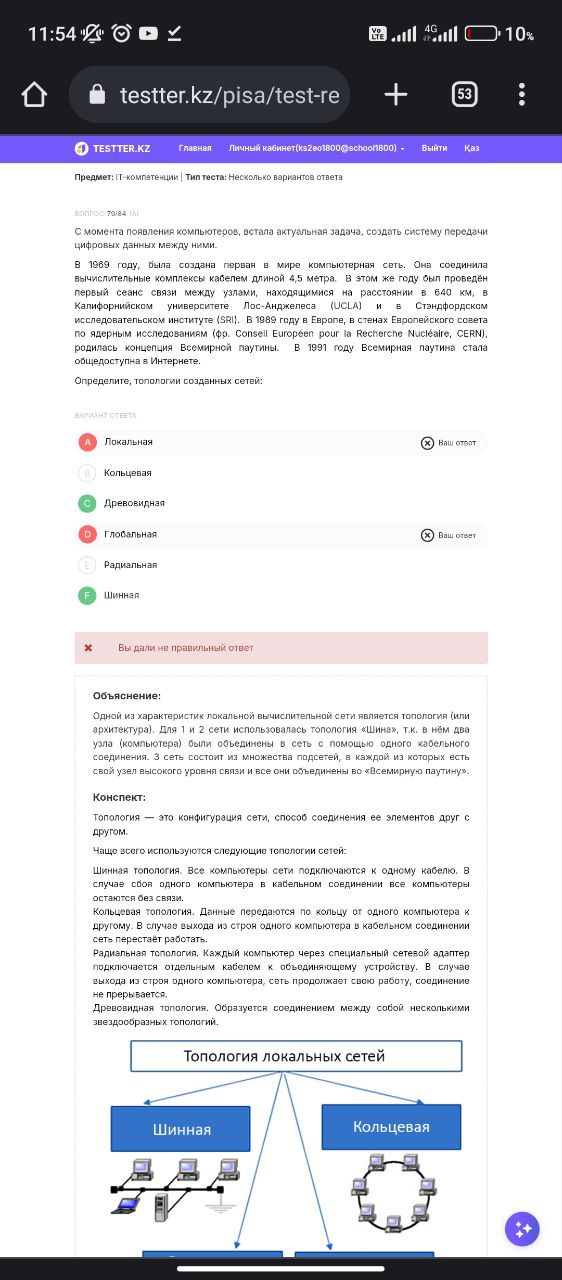 11:54
Vo LTE
4G
10%
testter.kz/pisa/test-re
53
TESTTER.KZ
Главная
Личный кабинет(ks2eo1800@school1800)
Выйти
Қаз
Предмет: IT-компетенции | Тип теста: Несколько вариантов ответа
ВОПРОС 79/84 (A)
С момента появления компьютеров, встала актуальная задача, создать систему передачи
цифровых данных между ними.
В 1969 году, была создана первая в мире компьютерная сеть. Она соединила
вычислительные комплексы кабелем длиной 4,5 метра. В этом же году был проведён
первый сеанс связи между узлами, находящимися на расстоянии в 640 км, в
Калифорнийском университете Лос-Анджелеса (UCLA) и в Стэндфордском
исследовательском институте (SRI). В 1989 году в Европе, в стенах Европейского совета
по ядерным исследованиям (фр. Conseil Européen pour la Recherche Nucléaire, CERN),
родилась концепция Всемирной паутины. В 1991 году Всемирная паутина стала
общедоступна в Интернете.
Определите, топологии созданных сетей:
ВАРИАНТ ОТВЕТА
A Локальная Ваш ответ
B Кольцевая
C Древовидная
D Глобальная Ваш ответ
E Радиальная
F Шинная
Вы дали не правильный ответ
Объяснение:
Одной из характеристик локальной вычислительной сети является топология (или
архитектура). Для 1 и 2 сети использовалась топология «Шина», т.к. в нём два
узла (компьютера) были объединены в сеть с помощью одного кабельного
соединения. 3 сеть состоит из множества подсетей, в каждой из которых есть
свой узел высокого уровня связи и все они объединены во «Всемирную паутину».
Конспект:
Топология — это конфигурация сети, способ соединения ее элементов друг с
другом.
Чаще всего используются следующие топологии сетей:
Шинная топология. Все компьютеры сети подключаются к одному кабелю. В
случае сбоя одного компьютера в кабельном соединении все компьютеры
остаются без связи.
Кольцевая топология. Данные передаются по кольцу от одного компьютера к
другому. В случае выхода из строя одного компьютера в кабельном соединении
сеть перестаёт работать.
Радиальная топология. Каждый компьютер через специальный сетевой адаптер
подключается отдельным кабелем к объединяющему устройству. В случае
выхода из строя одного компьютера, сеть продолжает свою работу, соединение
не прерывается.
Древовидная топология. Образуется соединением между собой несколькими
звездообразных топологий.
Топология локальных сетей
Шинная
Кольцевая